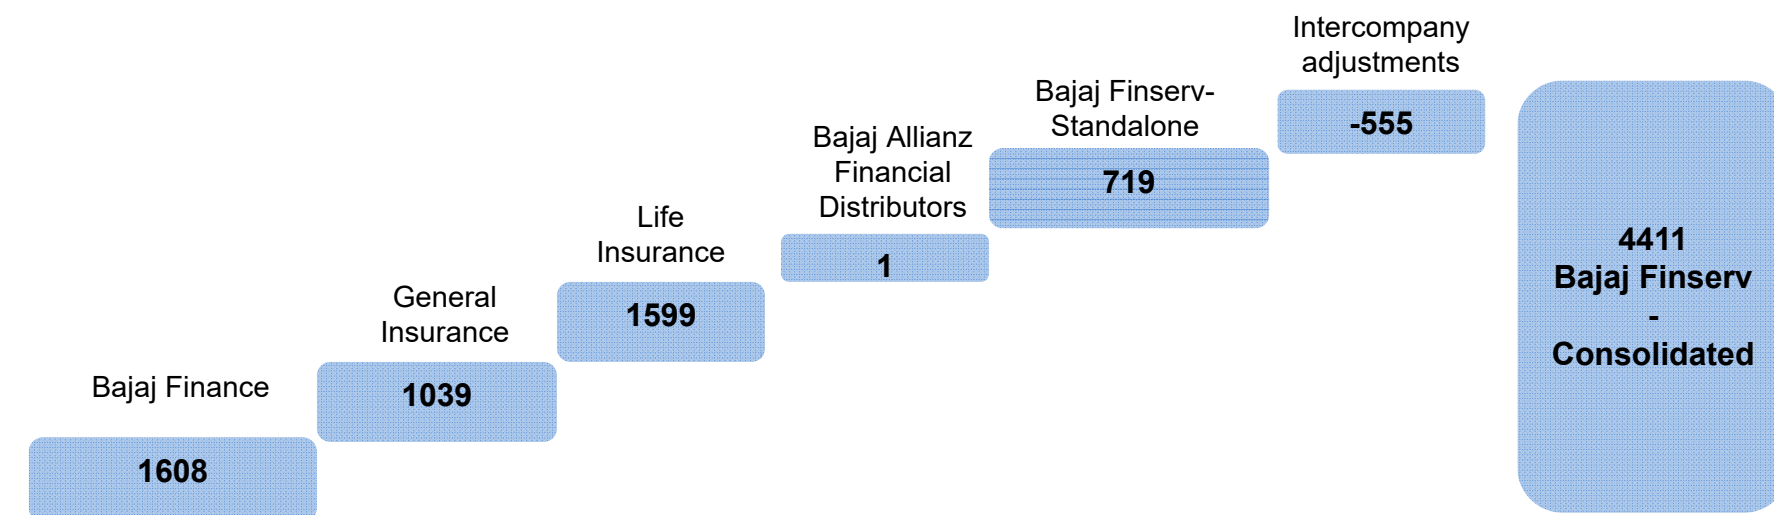 Bajaj Finance
1608
General
Insurance
1039
Life
Insurance
1599
Bajaj Allianz
Financial
Distributors
1
Bajaj Finserv-
Standalone
719
Intercompany
adjustments
-555
4411
Bajaj Finserv
-
Consolidated